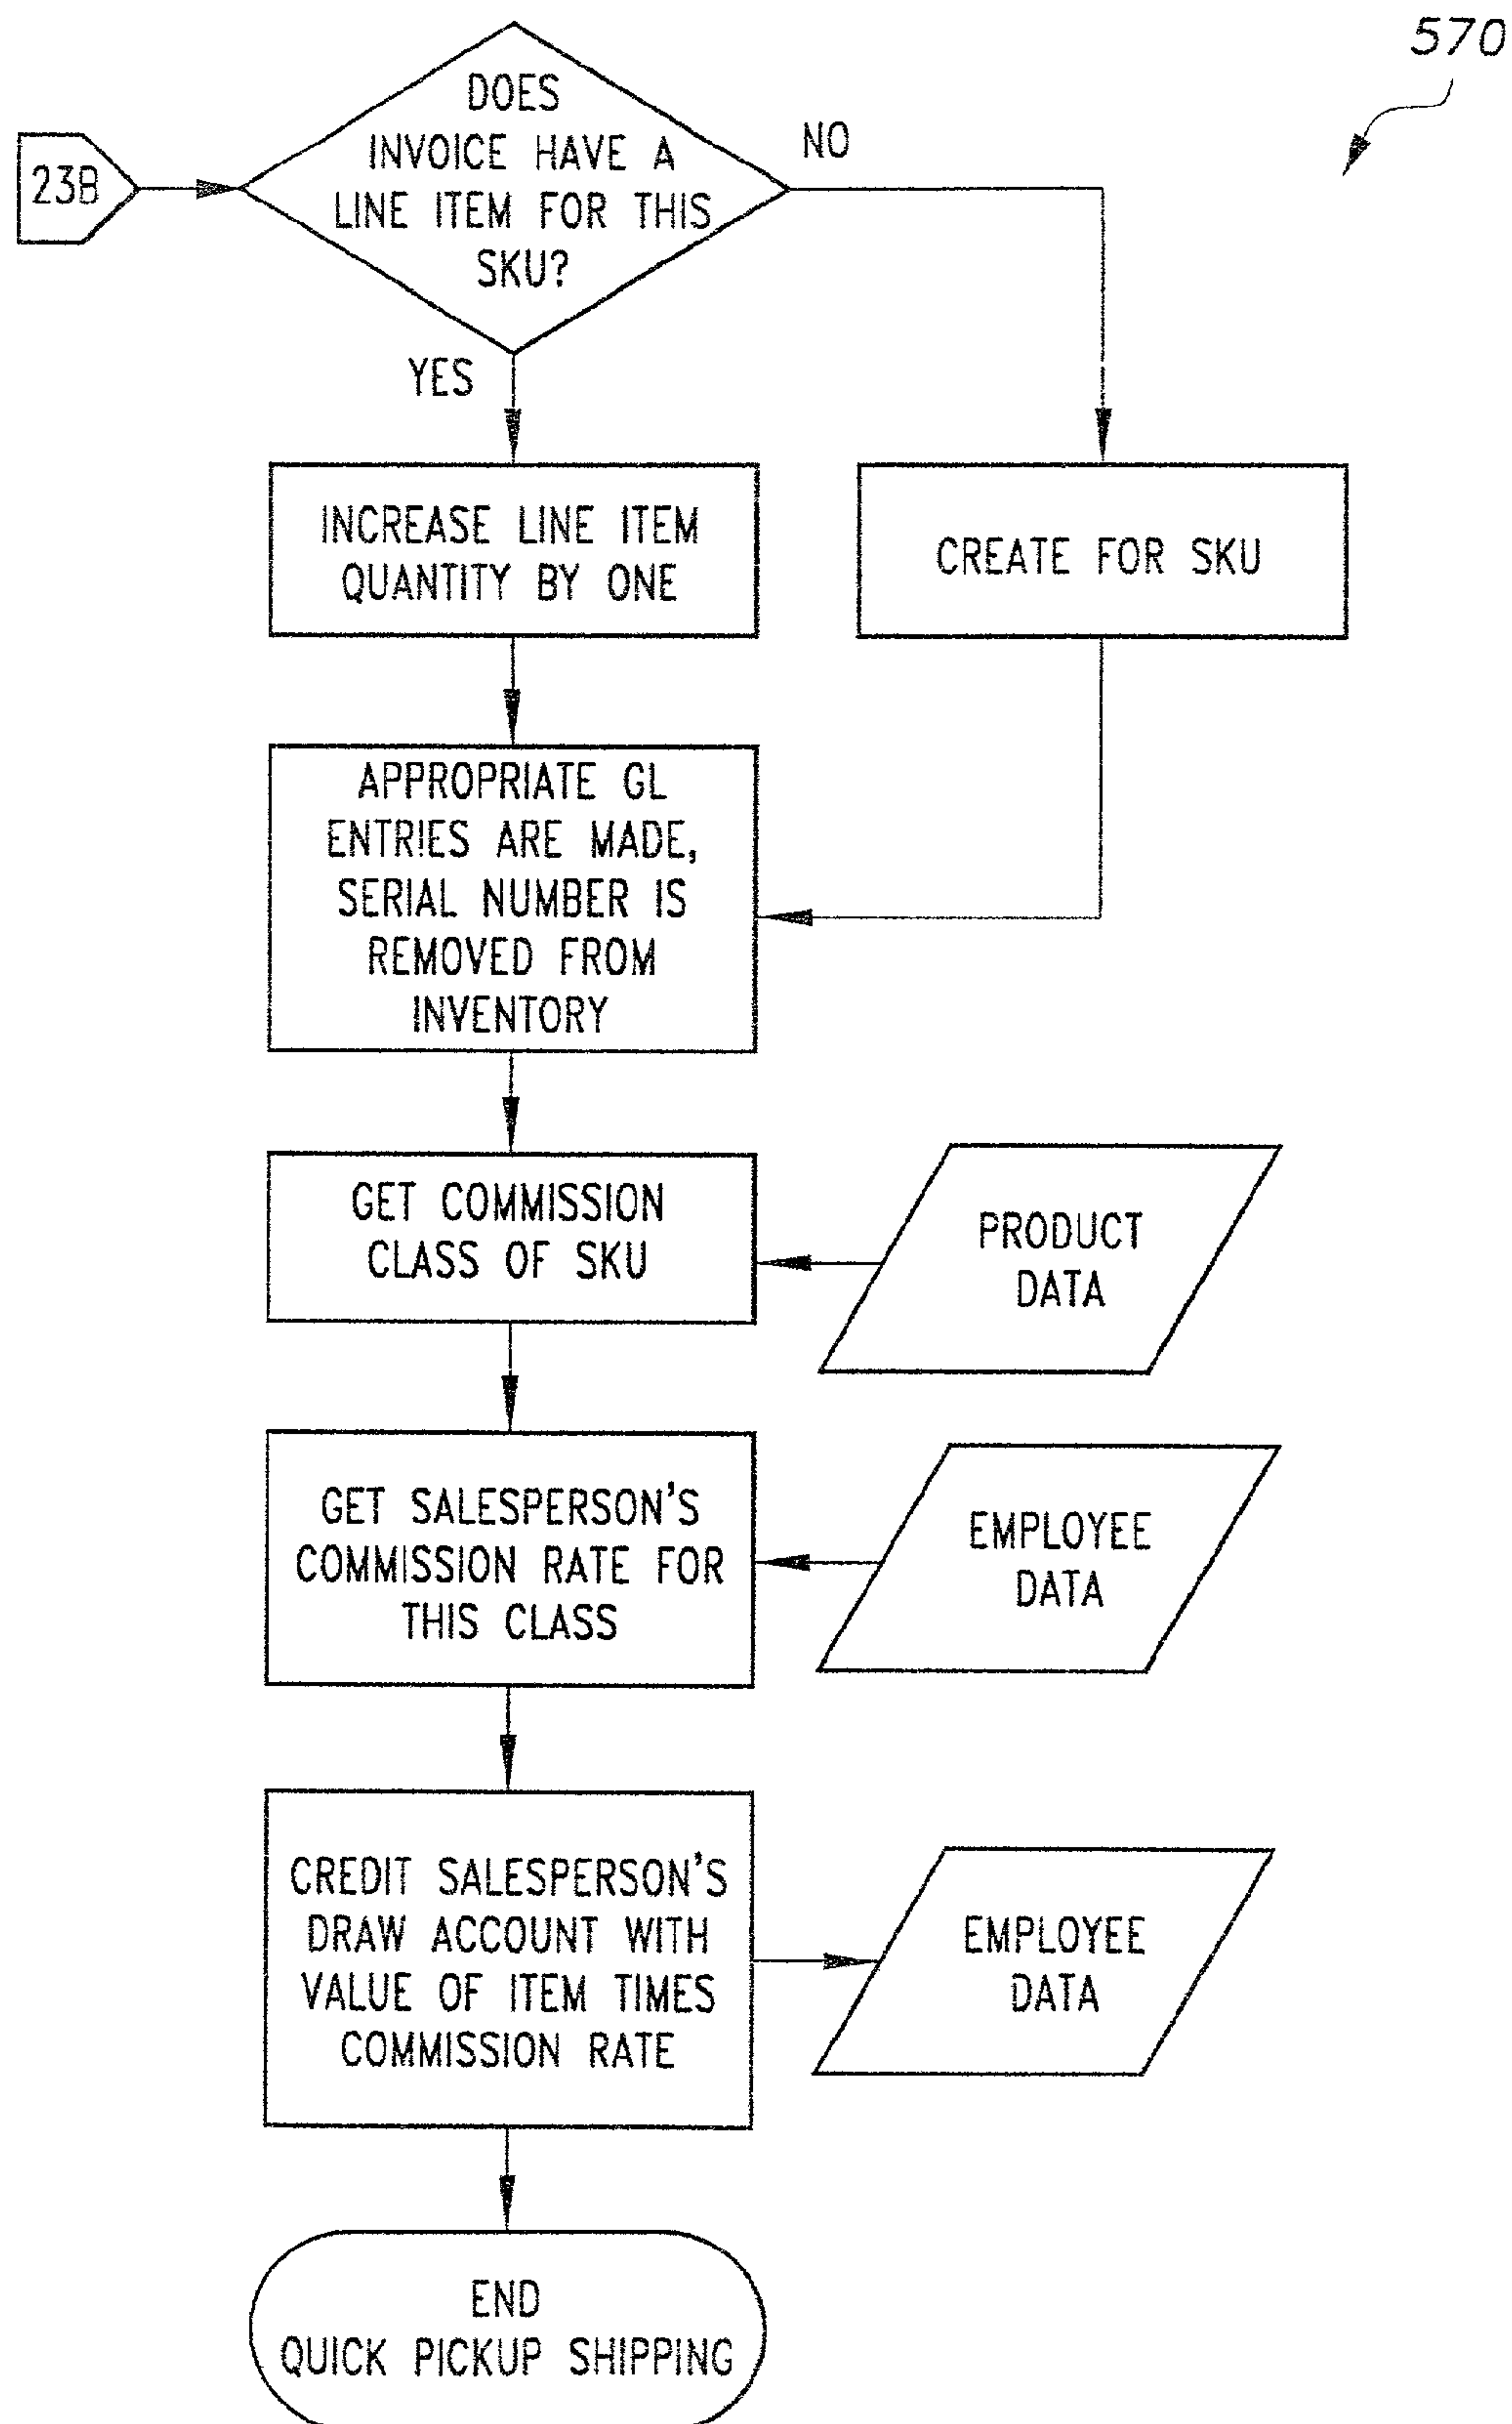 570
23B
DOES
INVOICE HAVE A
LINE ITEM FOR THIS
SKU?
NO
YES
INCREASE LINE ITEM
QUANTITY BY ONE
CREATE FOR SKU
APPROPRIATE GL
ENTRIES ARE MADE,
SERIAL NUMBER IS
REMOVED FROM
INVENTORY
GET COMMISSION
CLASS OF SKU
PRODUCT
DATA
GET SALESPERSON'S
COMMISSION RATE FOR
THIS CLASS
EMPLOYEE
DATA
CREDIT SALESPERSON'S
DRAW ACCOUNT WITH
VALUE OF ITEM TIMES
COMMISSION RATE
EMPLOYEE
DATA
END
QUICK PICKUP SHIPPING